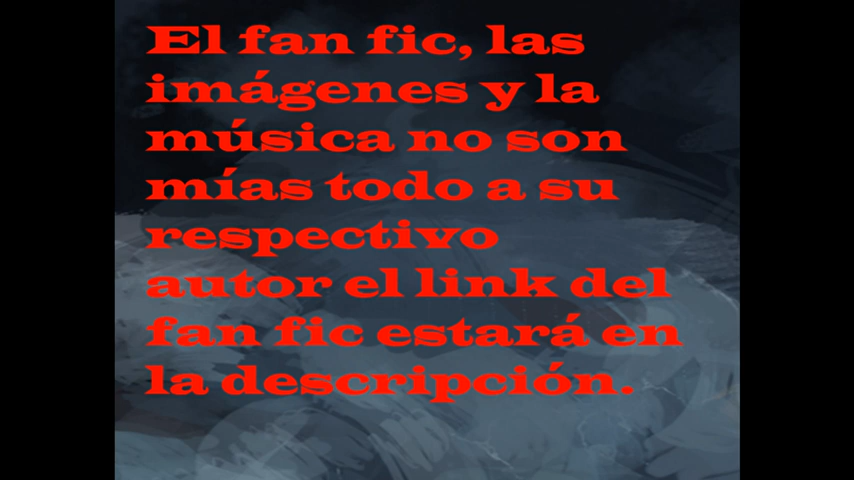 El fan fic, las
imágenes y la
música no son
mías todo a su
respectivo
autor el link del
fan fic estará en
la descripción.